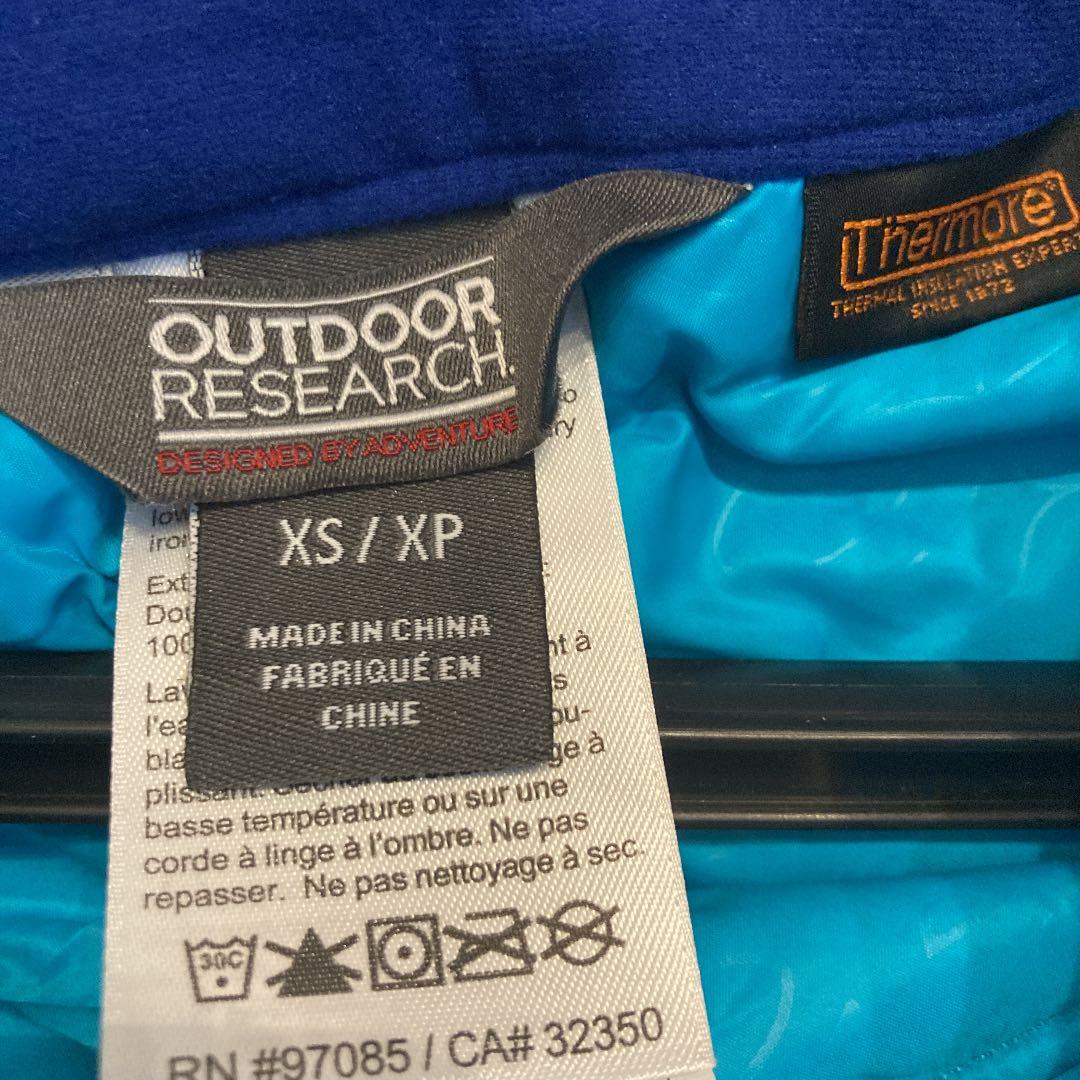 Thermore®
THERMAL INSULATION EXPERT
SINCE 1972
OUTDOOR
RESEARCH.
DESIGNED BY ADVENTURE
XS / XP
MADE IN CHINA
FABRIQUÉ EN
CHINE
à
ge à
plissant.
basse température ou sur une
corde à linge à l'ombre. Ne pas
repasser. Ne pas nettoyage à sec.
30C
RN #97085 / CA# 32350